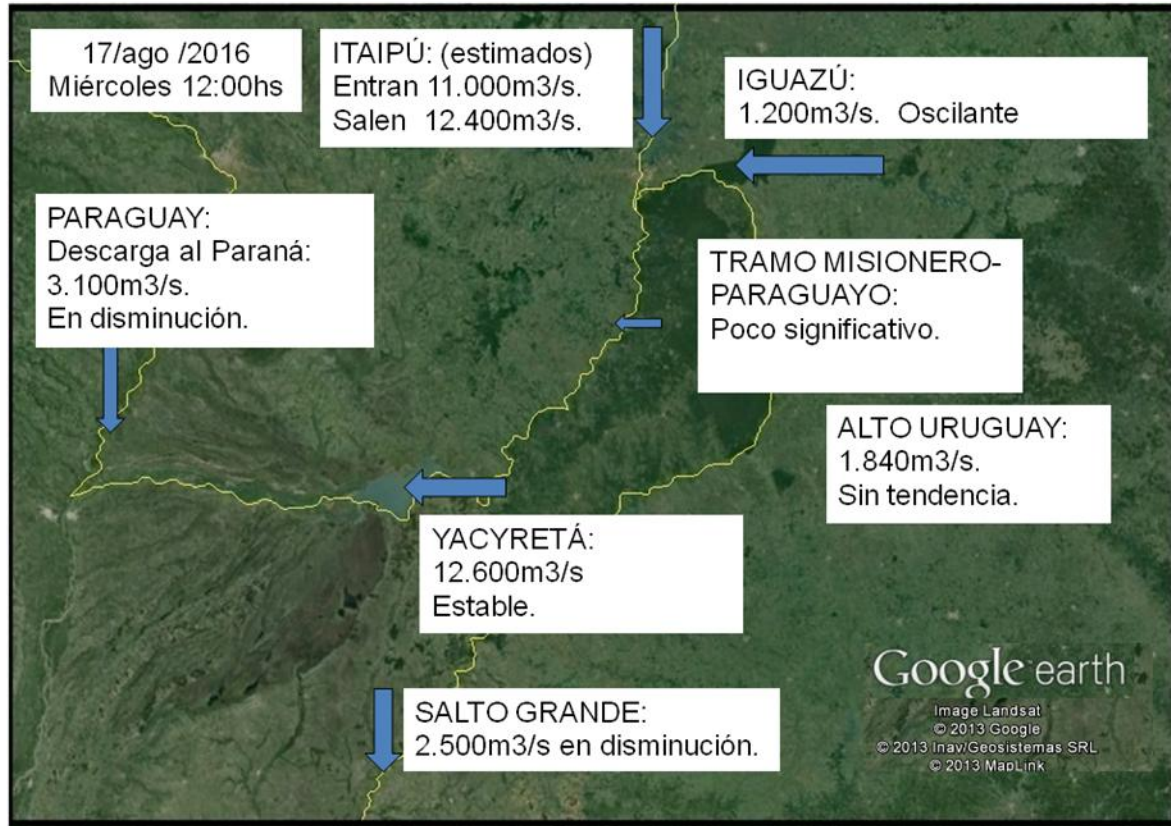 17/ago /2016
Miércoles 12:00hs
ITAIPÚ: (estimados)
Entran 11.000m3/s.
Salen 12.400m3/s.
IGUAZÚ:
1.200m3/s. Oscilante
PARAGUAY:
Descarga al Paraná:
3.100m3/s.
En disminución.
TRAMO MISIONERO-
PARAGUAYO:
Poco significativo.
ALTO URUGUAY:
1.840m3/s.
Sin tendencia.
YACYRETÁ:
12.600m3/s
Estable.
SALTO GRANDE:
2.500m3/s en disminución.
Google earth
Image Landsat
© 2013 Google
© 2013 Inav/Geosistemas SRL
© 2013 MapLink